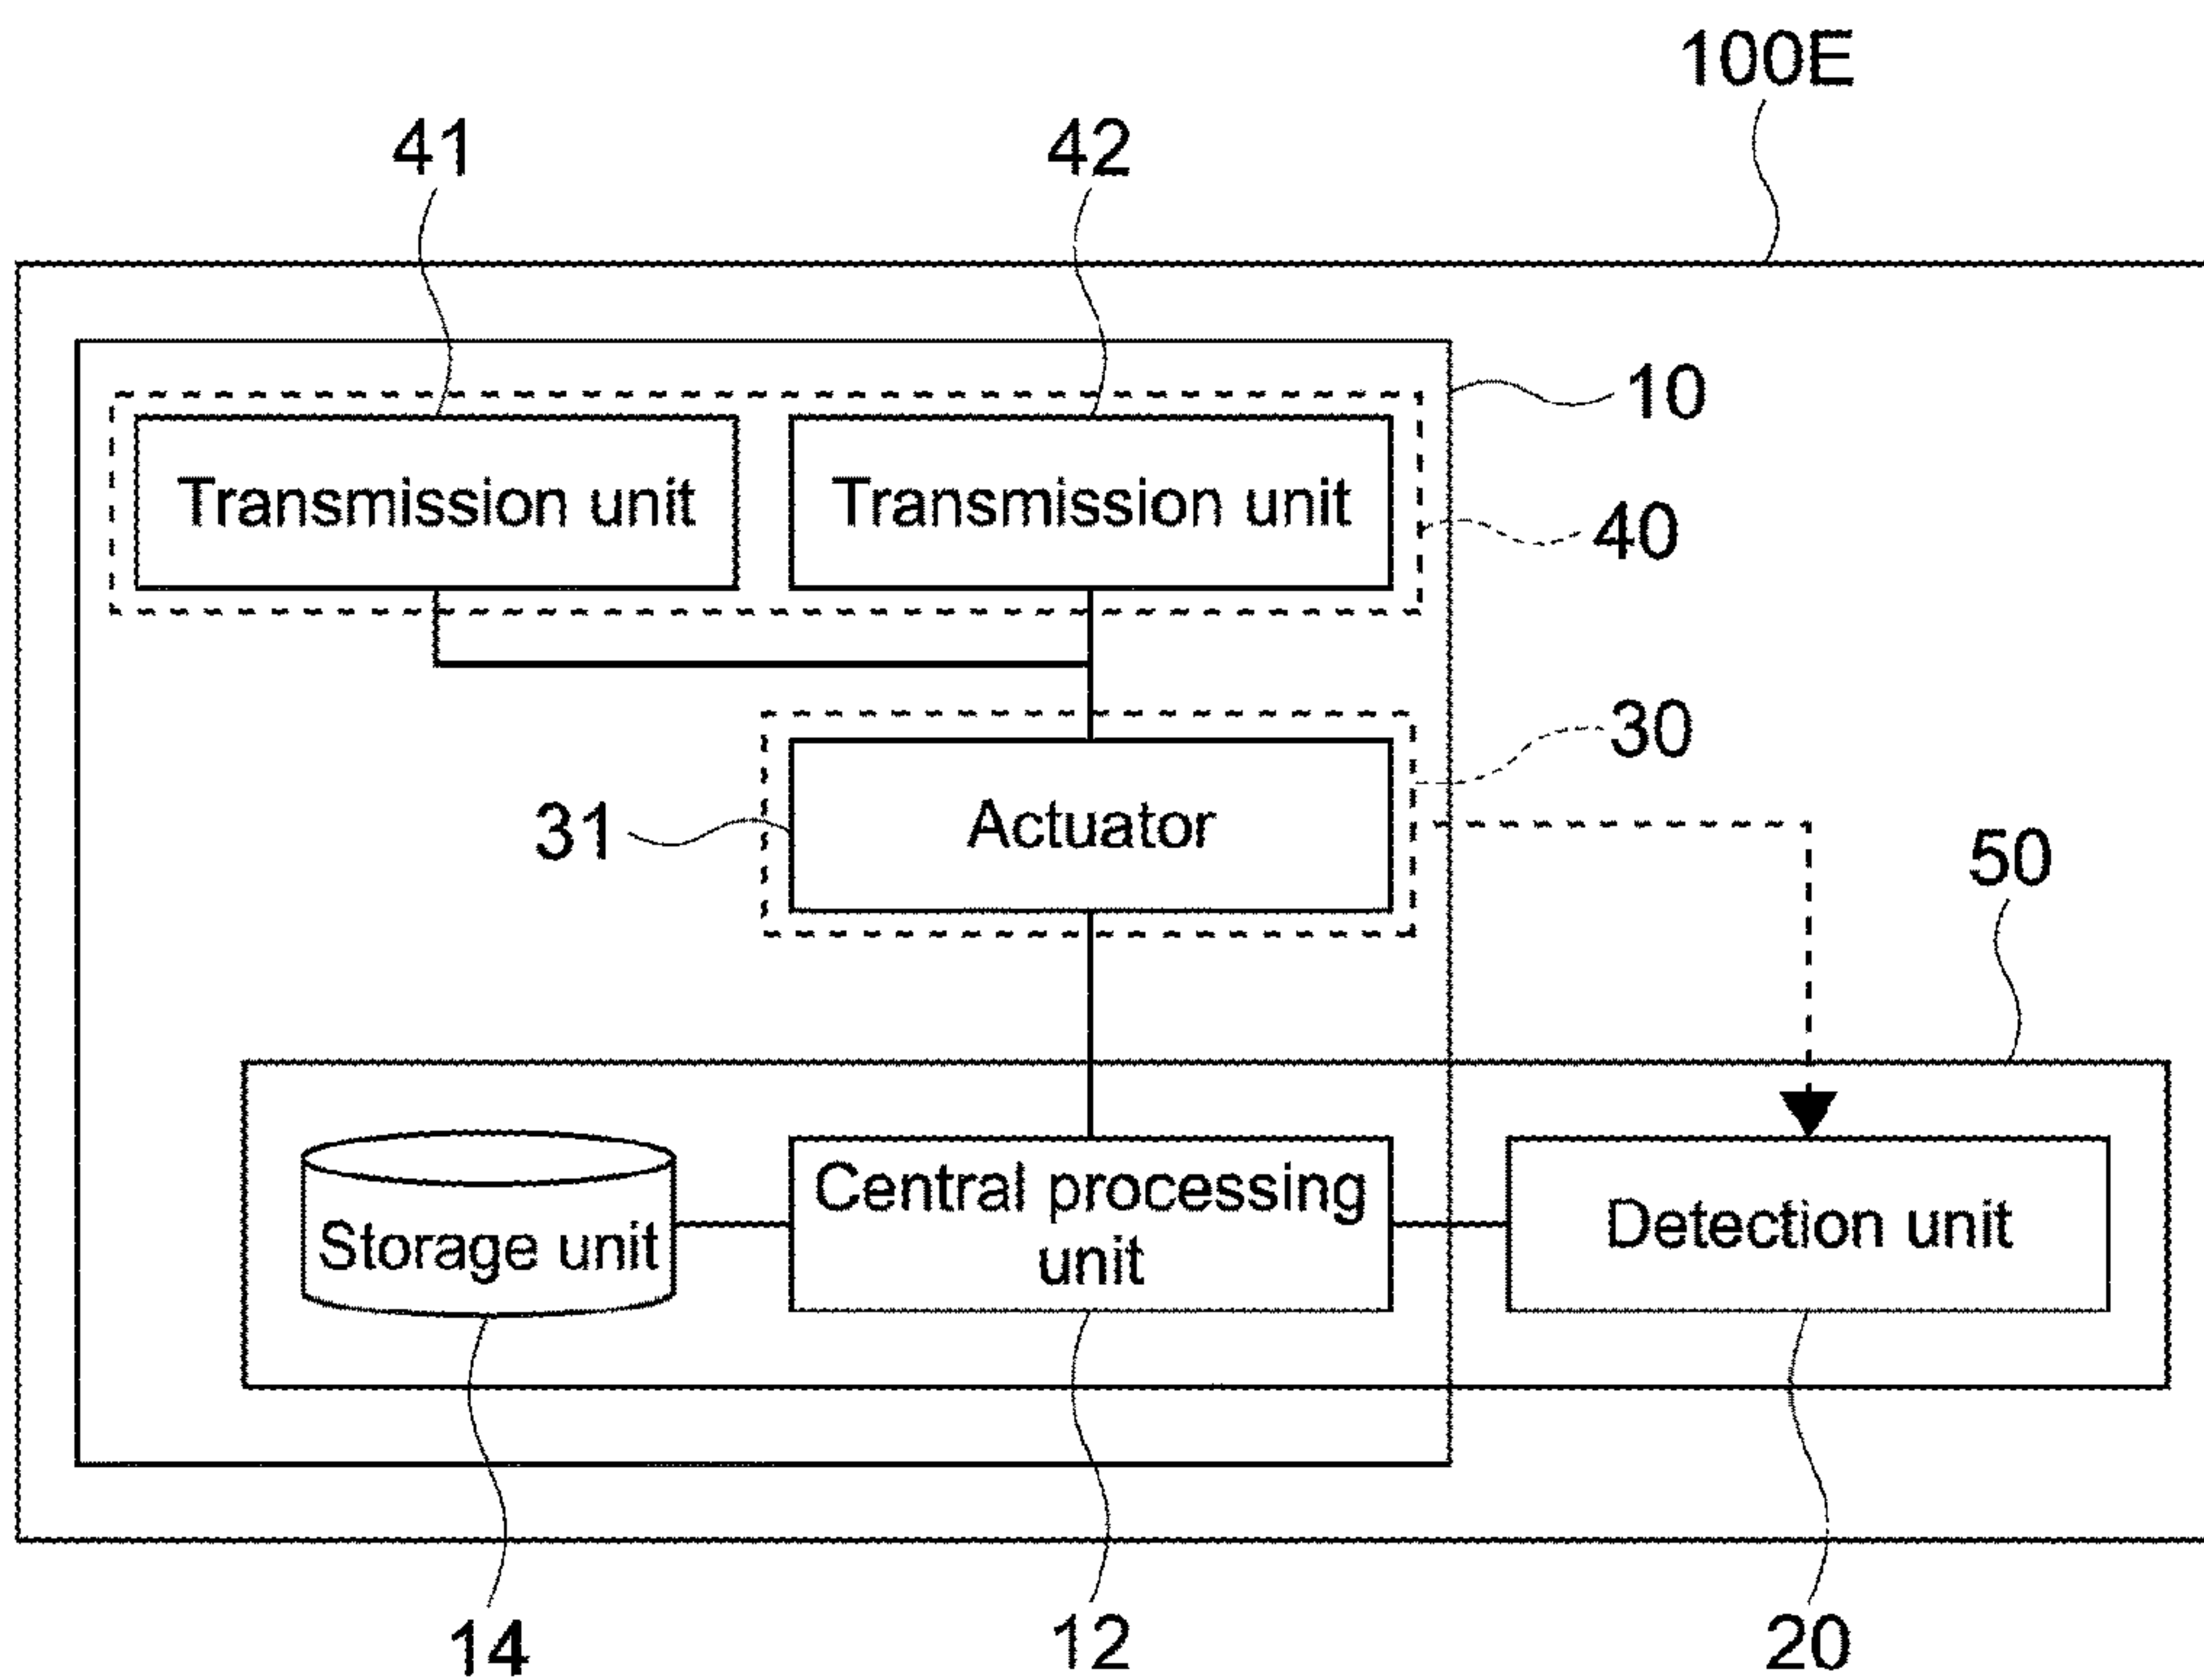 100E
41
42
10
Transmission unit
Transmission unit
40
30
31
Actuator
50
Storage unit
Central processing
unit
Detection unit
14
12
20